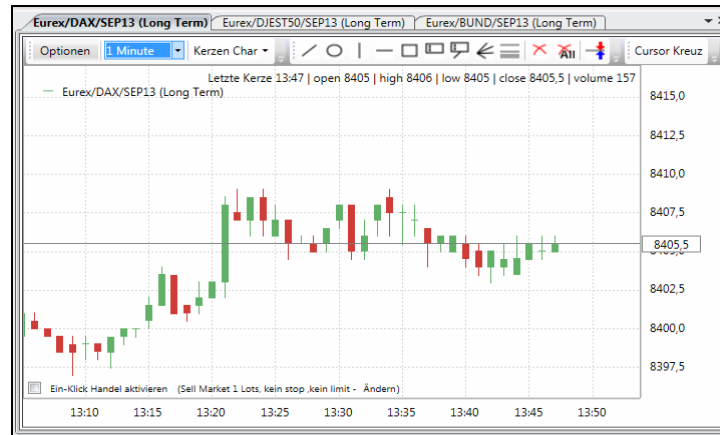 Eurex/DAX/SEP13 (Long Term) Eurex/DJEST50/SEP13 (Long Term) Eurex/BUND/SEP13 (Long Term)
Optionen 1 Minute Kerzen Char All Cursor Kreuz
Letzte Kerze 13:47 | open 8405 | high 8406 | low 8405 | close 8405,5 | volume 157
Eurex/DAX/SEP13 (Long Term)
8415,0
8412,5
8410,0
8407,5
8405,5
8402,5
8400,0
8397,5
Ein-Klick Handel aktivieren (Sell Market 1 Lots, kein stop ,kein limit - Ändern)
13:10 13:15 13:20 13:25 13:30 13:35 13:40 13:45 13:50